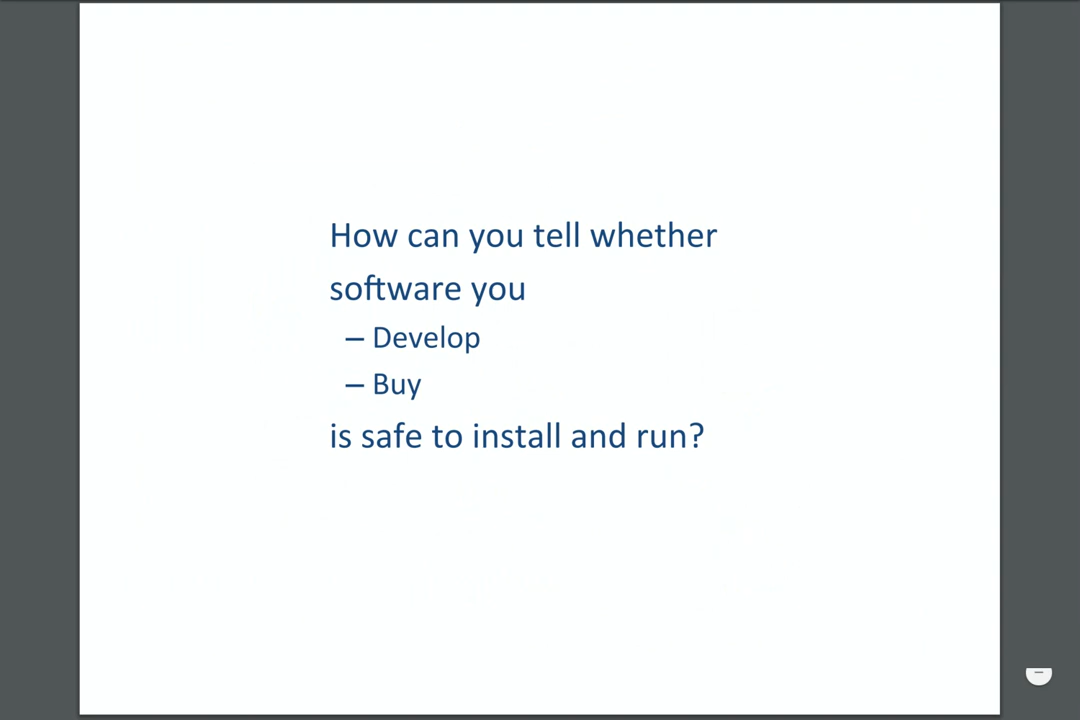 How can you tell whether
software you
– Develop
– Buy
is safe to install and run?